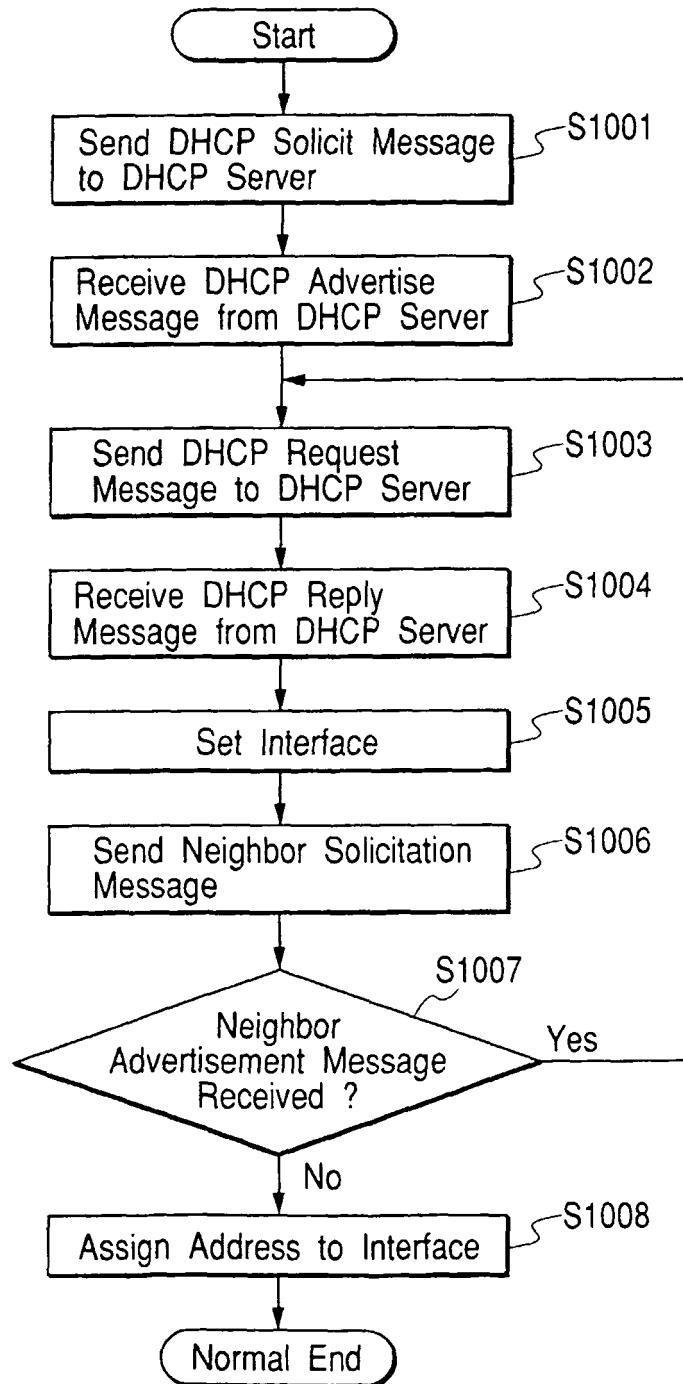 Start
Send DHCP Solicit Message
to DHCP Server
S1001
Receive DHCP Advertise
Message from DHCP Server
S1002
Send DHCP Request
Message to DHCP Server
S1003
Receive DHCP Reply
Message from DHCP Server
S1004
Set Interface
S1005
Send Neighbor Solicitation
Message
S1006
S1007
Neighbor
Advertisement Message
Received ?
Yes
No
Assign Address to Interface
S1008
Normal End